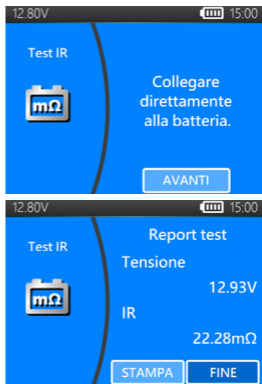 12.80V 15:00
Test IR
mΩ
Collegare
direttamente
alla batteria.
AVANTI
12.80V 15:00
Test IR
mΩ
Report test
Tensione
12.93V
IR
22.28mΩ
STAMPA FINE